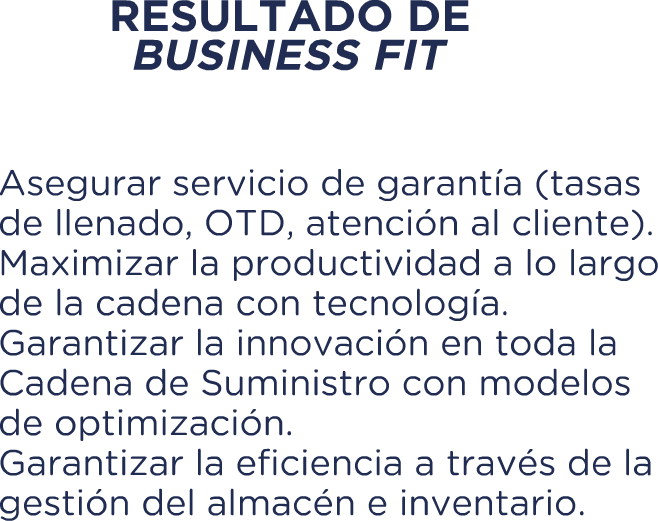 RESULTADO DE
BUSINESS FIT
Asegurar servicio de garantía (tasas
de llenado, OTD, atención al cliente).
Maximizar la productividad a lo largo
de la cadena con tecnología.
Garantizar la innovación en toda la
Cadena de Suministro con modelos
de optimización.
Garantizar la eficiencia a través de la
gestión del almacén e inventario.